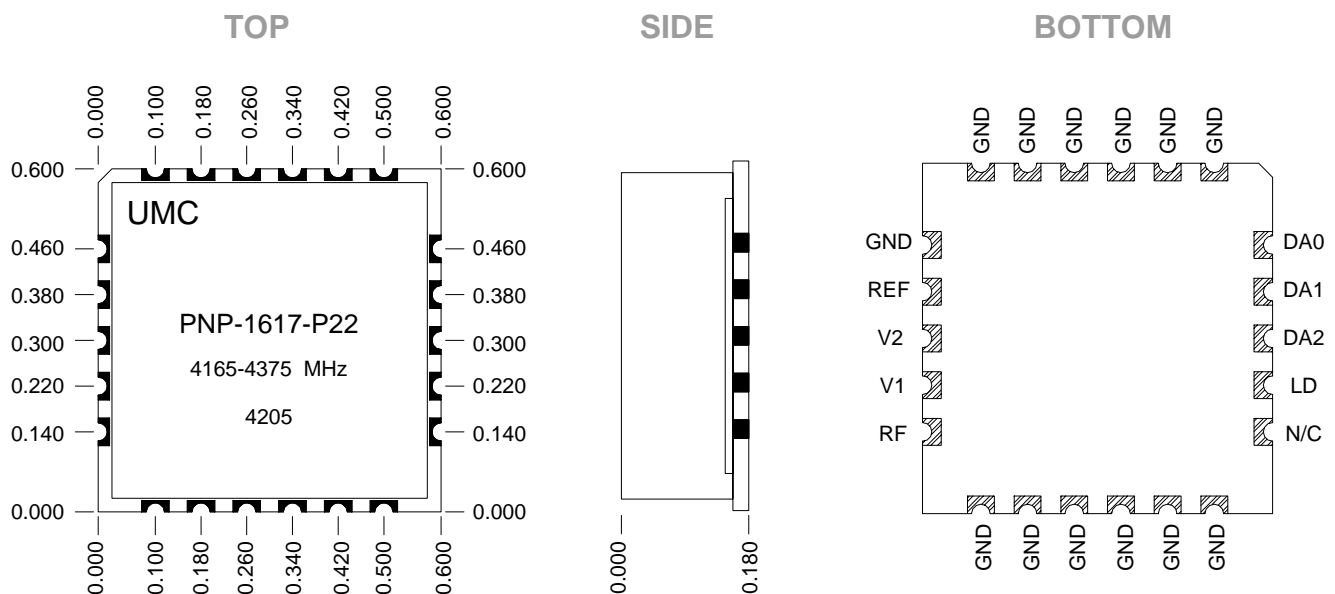 TOP
SIDE
BOTTOM
0.000 0.100 0.180 0.260 0.340 0.420 0.500 0.600
0.600 0.600
0.460 0.460
0.380 0.380
0.300 0.300
0.220 0.220
0.140 0.140
0.000 0.000
UMC
PNP-1617-P22
4165-4375 MHz
4205
0.000 0.100 0.180 0.260 0.340 0.420 0.500 0.600
0.000 0.180
GND GND GND GND GND GND
GND DA0
REF DA1
V2 DA2
V1 LD
RF N/C
GND GND GND GND GND GND